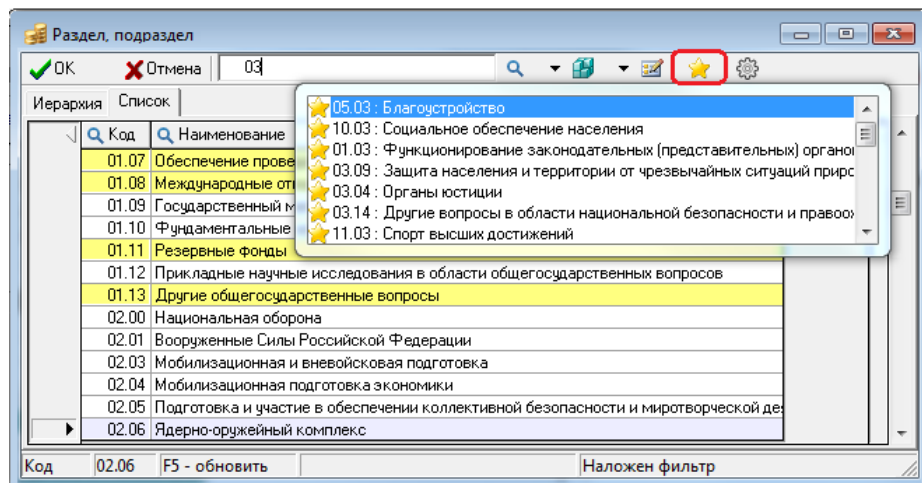 Раздел, подраздел
OK Отмена 03
Иерархия Список
05.03 : Благоустройство
10.03 : Социальное обеспечение населения
01.03 : Функционирование законодательных (представительных)
03.09 : Защита населения и территории от чрезвычайных ситуаций
03.04 : Органы юстиции
03.14 : Другие вопросы в области национальной безопасности и
11.03 : Спорт высших достижений
Код Наименование
01.07 Обеспечение
01.08 Международные
01.09 Государственный
01.10 Фундаментальные
01.11 Резервные фонды
01.12 Прикладные научные исследования в области общегосударственных вопросов
01.13 Другие общегосударственные вопросы
02.00 Национальная оборона
02.01 Вооруженные Силы Российской Федерации
02.03 Мобилизационная и вневойсковая подготовка
02.04 Мобилизационная подготовка экономики
02.05 Подготовка и участие в обеспечении коллективной безопасности и миротворческой
02.06 Ядерно-оружейный комплекс
Код 02.06 F5 - обновить Наложен фильтр